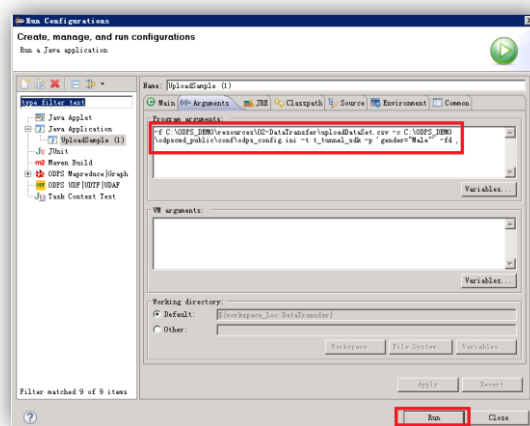 Run Configurations
Create, manage, and run configurations
Run a Java application
type filter text
Java Applet
Java Application
UploadSample (1)
Ju JUnit
m2 Maven Build
ODPS Mapreduce|Graph
ODPS UDF|UDTF|UDAF
Ju Task Context Test
Filter matched 9 of 9 items
Name: UploadSample (1)
Main
(x)= Arguments
JRE
Classpath
Source
Environment
Common
Program arguments:
-f C:\ODPS_DEMO\resources\02-DataTransfer\uploadDataSet.csv -c C:\ODPS_DEMO
\odpscmd_public\conf\odps_config.ini -t t_tunnel_sdk -p 'gender="Male"' -fd ,
Variables...
VM arguments:
Variables...
Working directory:
Default:
${workspace_loc:DataTransfer}
Other:
Workspace...
File System...
Variables...
Apply
Revert
?
Run
Close